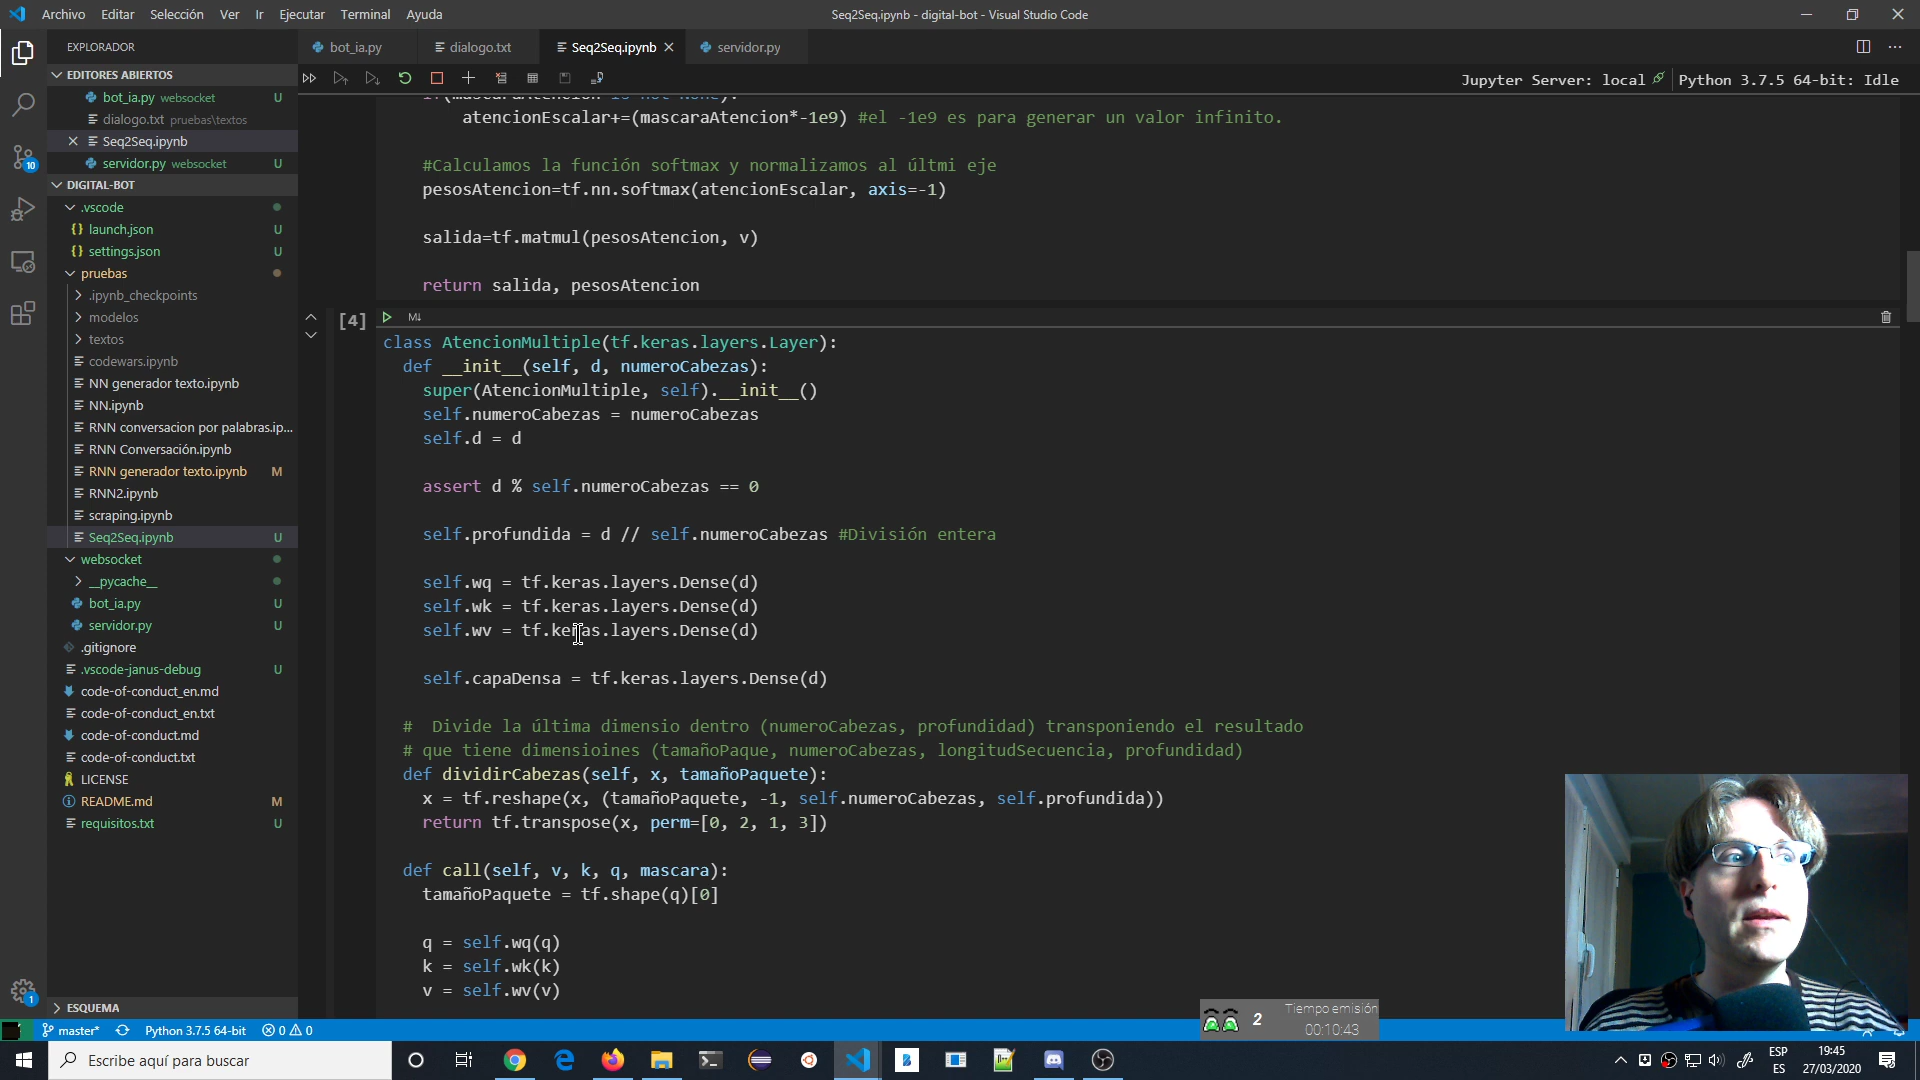 Archivo Editar Selección Ver Ir Ejecutar Terminal Ayuda
Seq2Seq.ipynb - digital-bot - Visual Studio Code
EXPLORADOR
bot_ia.py dialogo.txt Seq2Seq.ipynb servidor.py
EDITORES ABIERTOS
Jupyter Server: local Python 3.7.5 64-bit: Idle
bot_ia.py websocket U
dialogo.txt pruebas\textos
Seq2Seq.ipynb
servidor.py websocket U
DIGITAL-BOT
.vscode
launch.json U
settings.json U
pruebas
.ipynb_checkpoints
modelos
textos
codewars.ipynb
NN generador texto.ipynb
NN.ipynb
RNN conversacion por palabras.ip...
RNN Conversación.ipynb
RNN generador texto.ipynb M
RNN2.ipynb
scraping.ipynb
Seq2Seq.ipynb U
websocket
__pycache__
bot_ia.py U
servidor.py U
.gitignore
.vscode-janus-debug U
code-of-conduct_en.md
code-of-conduct_en.txt
code-of-conduct.md
code-of-conduct.txt
LICENSE
README.md M
requisitos.txt U
ESQUEMA
atencionEscalar+=(mascaraAtencion*-1e9) #el -1e9 es para generar un valor infinito.
#Calculamos la función softmax y normalizamos al últmi eje
pesosAtencion=tf.nn.softmax(atencionEscalar, axis=-1)
salida=tf.matmul(pesosAtencion, v)
return salida, pesosAtencion
[4] M↓
class AtencionMultiple(tf.keras.layers.Layer):
def __init__(self, d, numeroCabezas):
super(AtencionMultiple, self).__init__()
self.numeroCabezas = numeroCabezas
self.d = d
assert d % self.numeroCabezas == 0
self.profundida = d // self.numeroCabezas #División entera
self.wq = tf.keras.layers.Dense(d)
self.wk = tf.keras.layers.Dense(d)
self.wv = tf.keras.layers.Dense(d)
self.capaDensa = tf.keras.layers.Dense(d)
# Divide la última dimensio dentro (numeroCabezas, profundidad) transponiendo el resultado
# que tiene dimensioines (tamañoPaque, numeroCabezas, longitudSecuencia, profundidad)
def dividirCabezas(self, x, tamañoPaquete):
x = tf.reshape(x, (tamañoPaquete, -1, self.numeroCabezas, self.profundida))
return tf.transpose(x, perm=[0, 2, 1, 3])
def call(self, v, k, q, mascara):
tamañoPaquete = tf.shape(q)[0]
q = self.wq(q)
k = self.wk(k)
v = self.wv(v)
10
1
2
Tiempo emisión
00:10:43
master* Python 3.7.5 64-bit 0 0
Escribe aquí para buscar
ESP
ES
19:45
27/03/2020